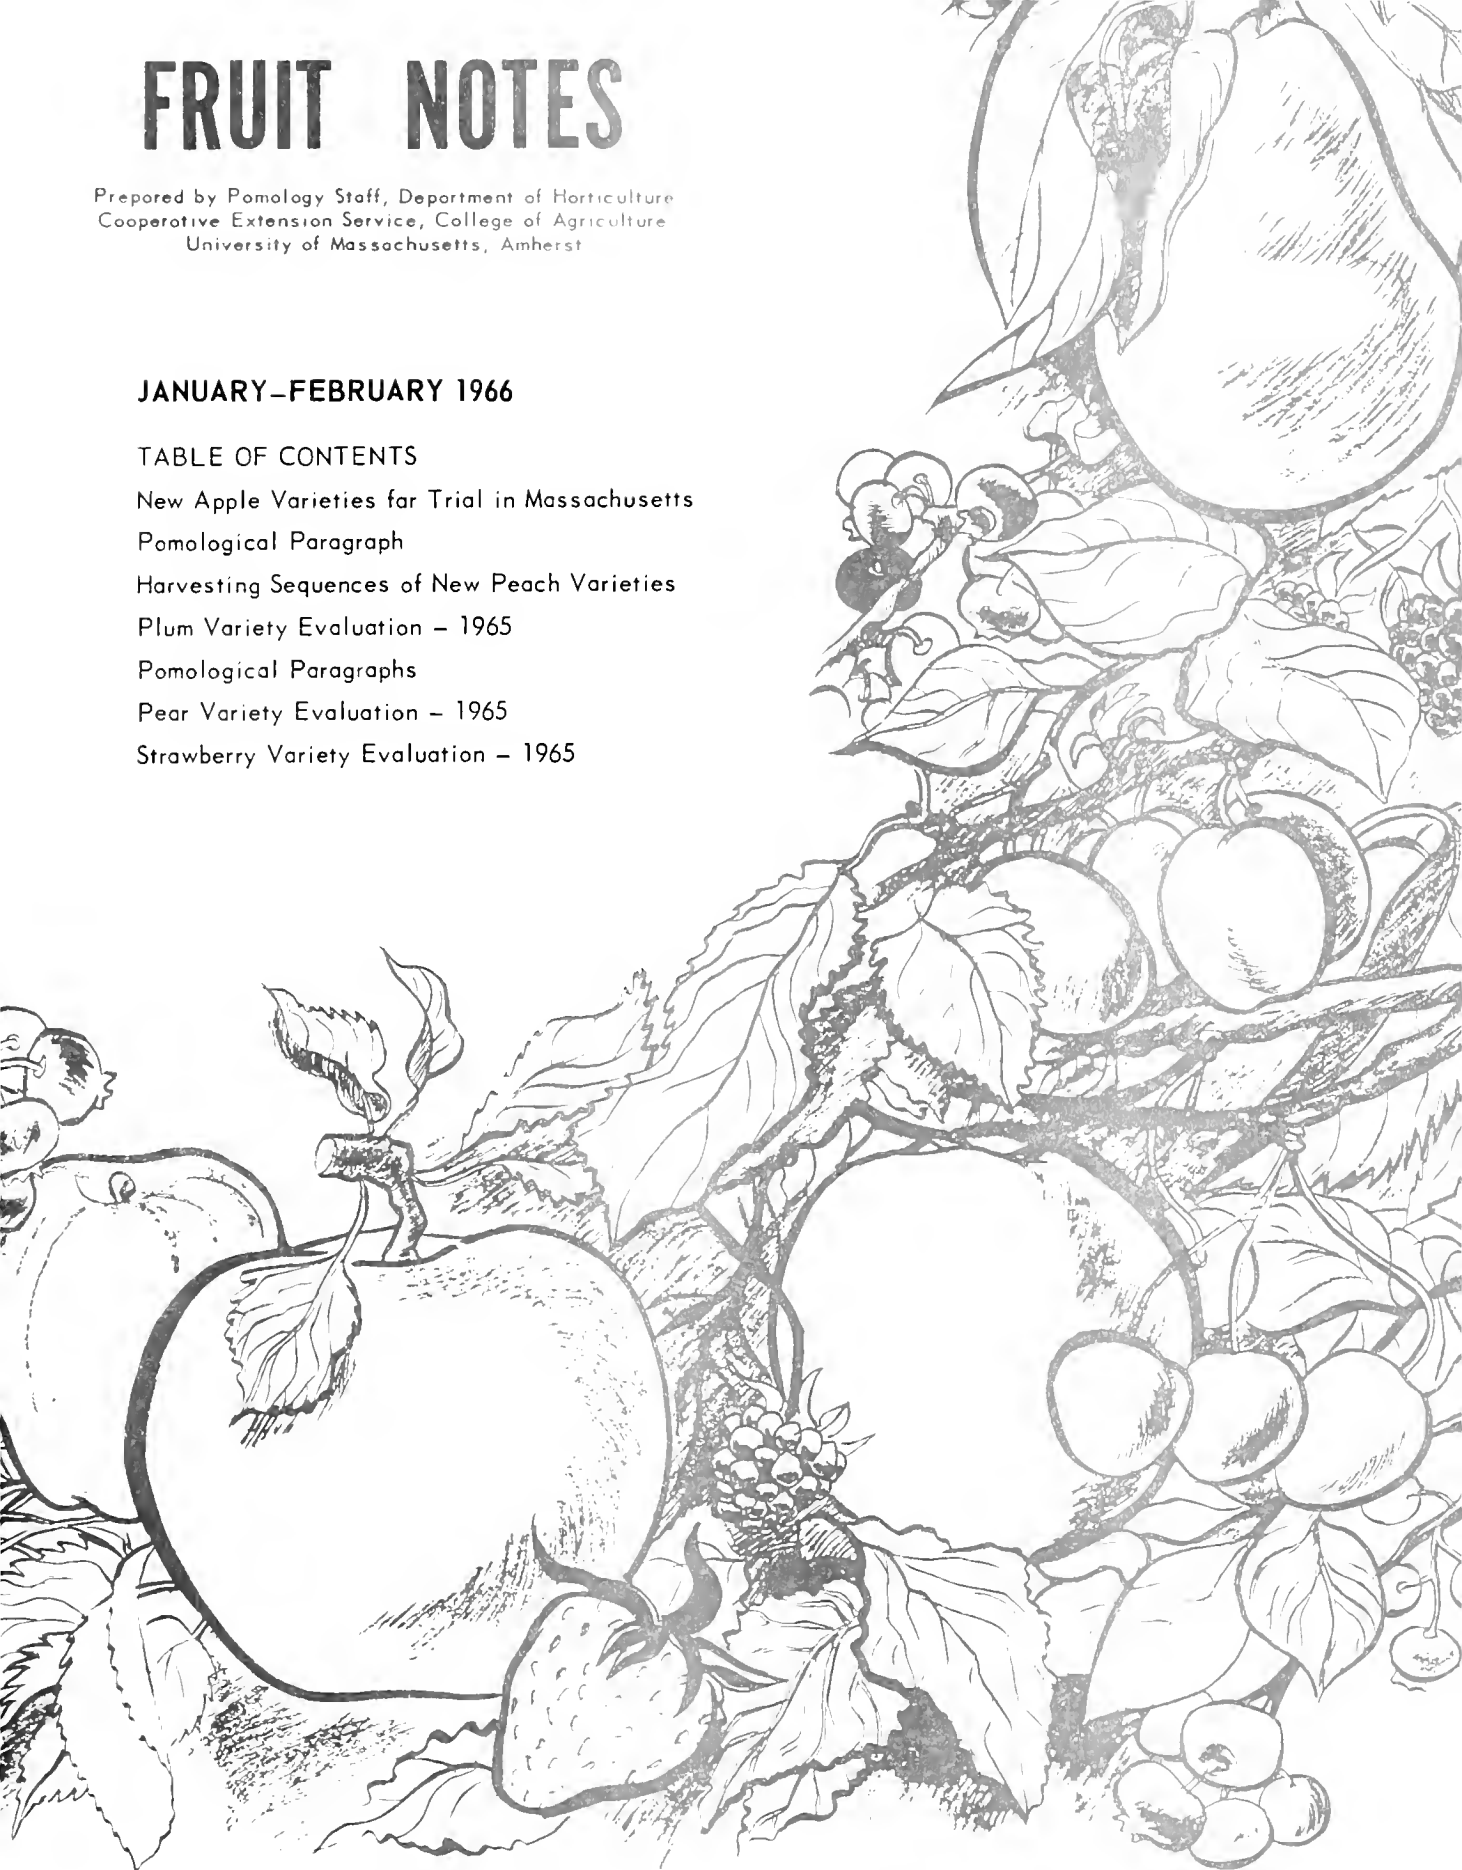 FRUIT NOTES
Prepared by Pomology Staff, Department of Horticulture
Cooperative Extension Service, College of Agriculture
University of Massachusetts, Amherst
JANUARY–FEBRUARY 1966
TABLE OF CONTENTS
New Apple Varieties for Trial in Massachusetts
Pomological Paragraph
Harvesting Sequences of New Peach Varieties
Plum Variety Evaluation – 1965
Pomological Paragraphs
Pear Variety Evaluation – 1965
Strawberry Variety Evaluation – 1965